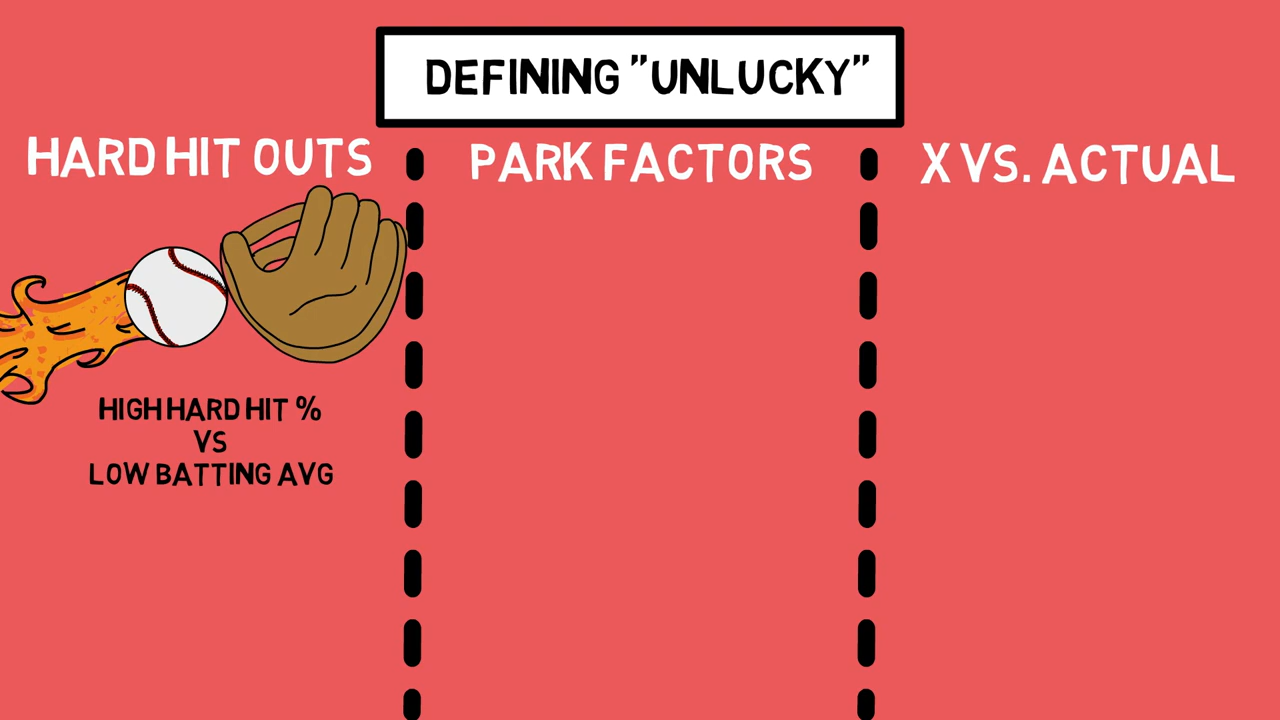 DEFINING "UNLUCKY"
HARD HIT OUTS
PARK FACTORS
X VS. ACTUAL
HIGH HARD HIT %
VS
LOW BATTING AVG